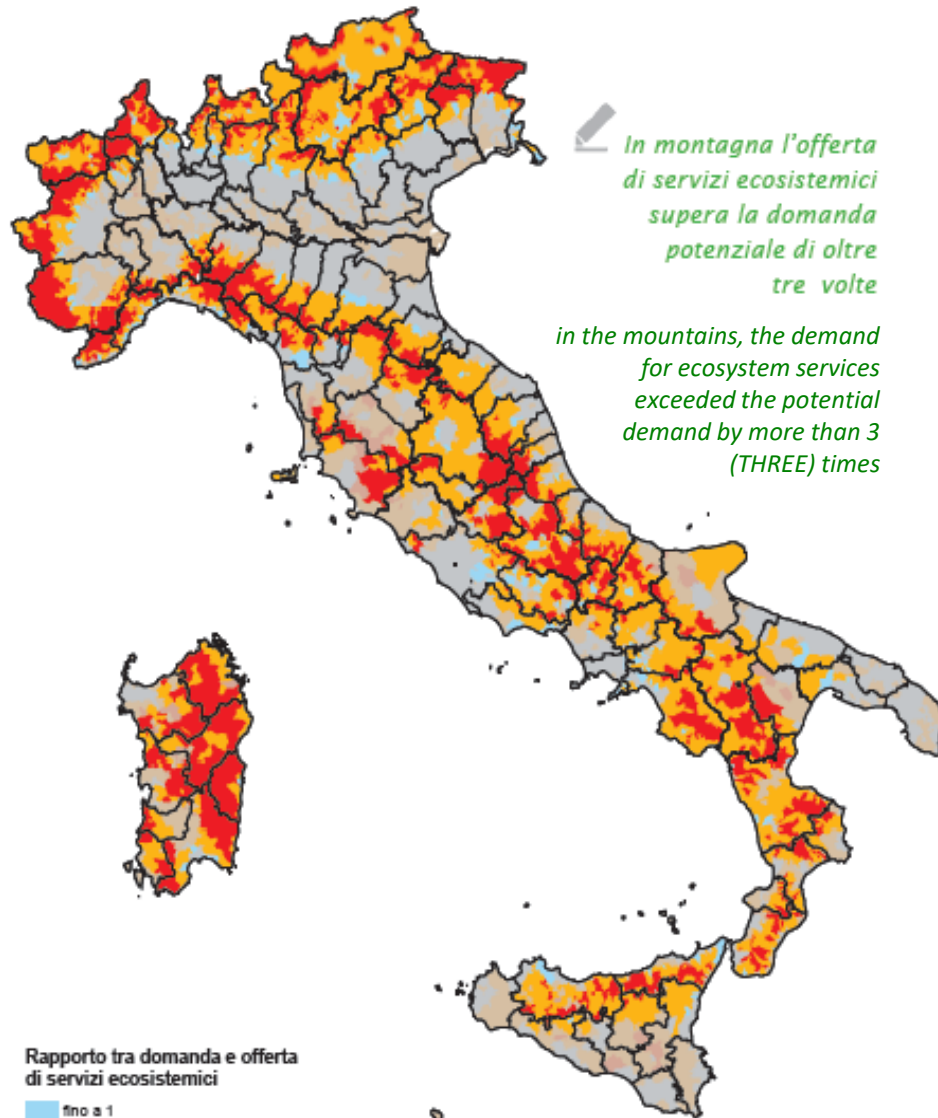 In montagna l'offerta
di servizi ecosistemici
supera la domanda
potenziale di oltre
tre volte
in the mountains, the demand
for ecosystem services
exceeded the potential
demand by more than 3
(THREE) times
Rapporto tra domanda e offerta
di servizi ecosistemici
fino a 1